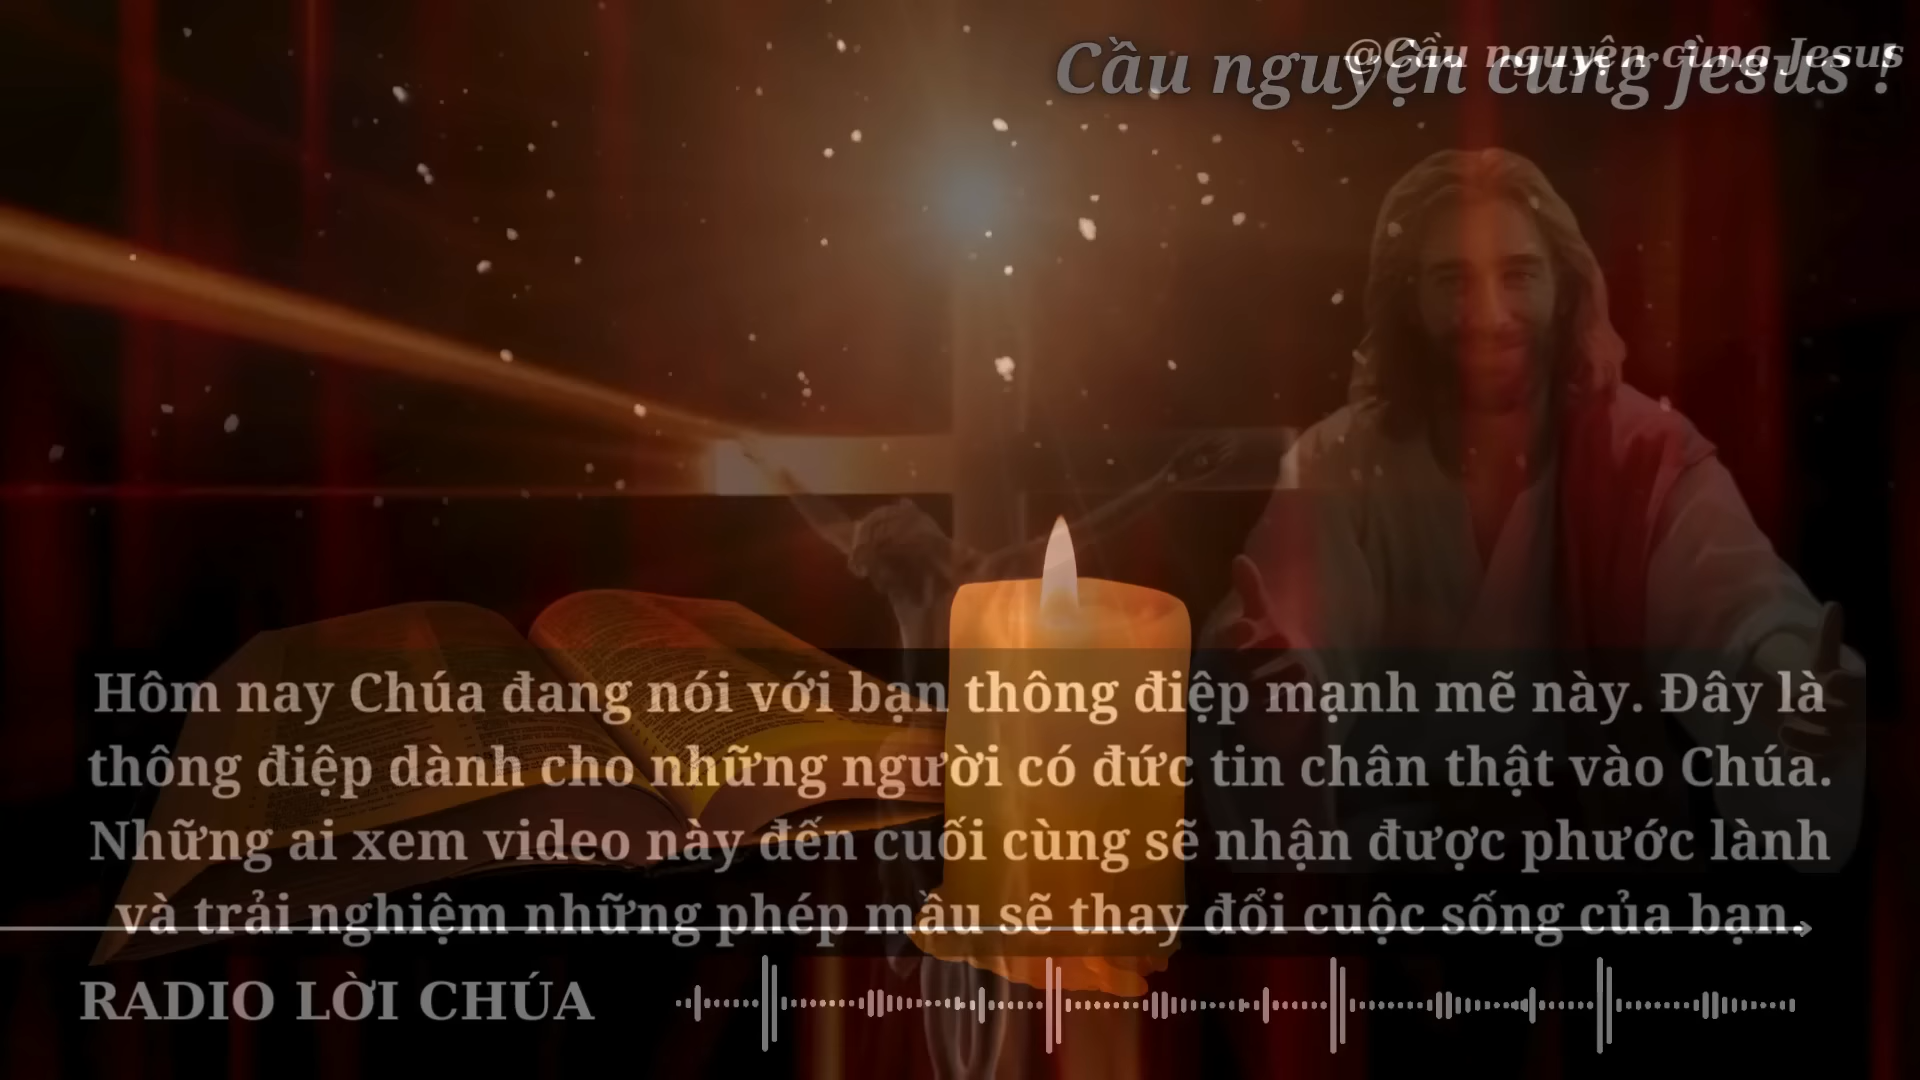 @Cầu nguyện cùng Jesus
Cầu nguyện cùng jesus !
Hôm nay Chúa đang nói với bạn thông điệp mạnh mẽ này. Đây là
thông điệp dành cho những người có đức tin chân thật vào Chúa.
Những ai xem video này đến cuối cùng sẽ nhận được phước lành
và trải nghiệm những phép mầu sẽ thay đổi cuộc sống của bạn.
RADIO LỜI CHÚA